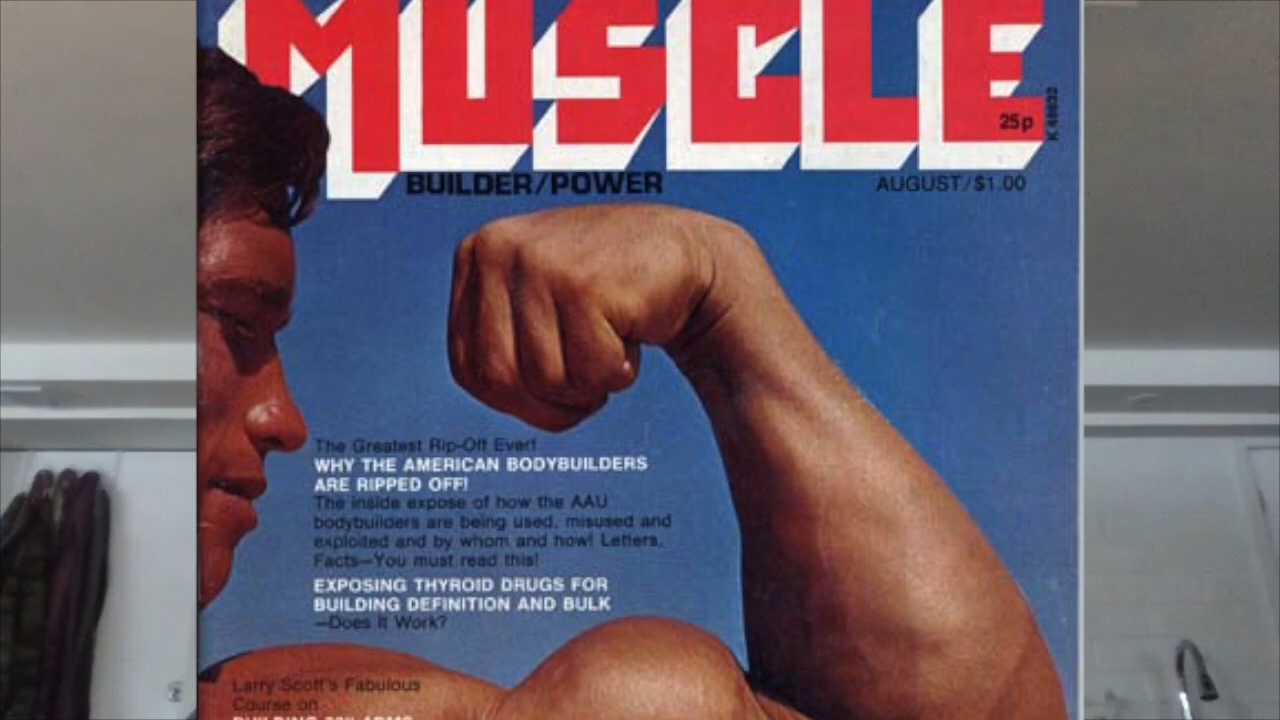 MUSCLE
25p
K 48632
BUILDER/POWER
AUGUST/$1.00
The Greatest Rip-Off Ever!
WHY THE AMERICAN BODYBUILDERS
ARE RIPPED OFF!
The inside expose of how the AAU
bodybuilders are being used, misused and
exploited and by whom and how! Letters,
Facts—You must read this!
EXPOSING THYROID DRUGS FOR
BUILDING DEFINITION AND BULK
—Does It Work?
Larry Scott's Fabulous
Course on
BUILDING